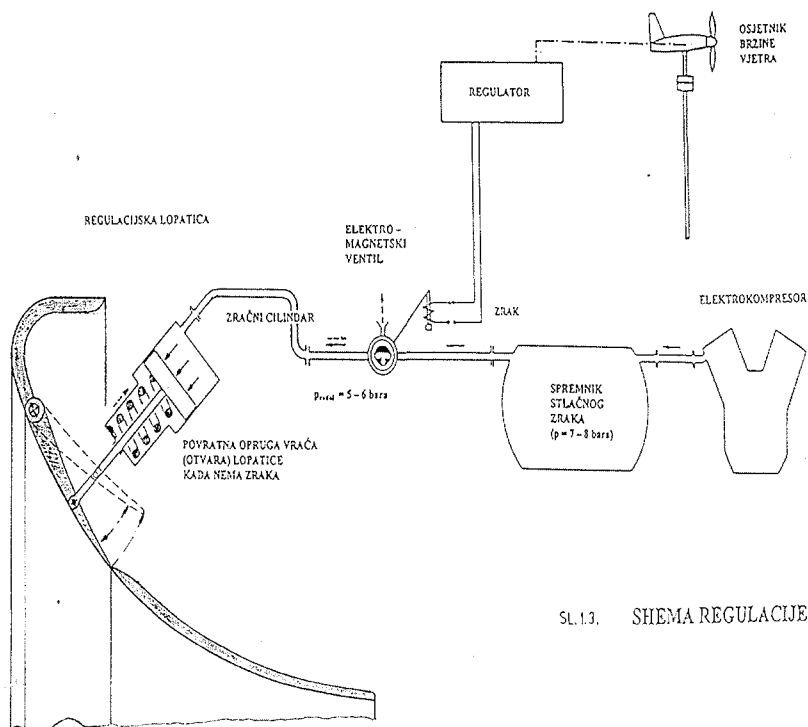 OSJETNIK
BRZINE
VJETRA
REGULATOR
REGULACIJSKA LOPATICA
ELEKTRO –
MAGNETSKI
VENTIL
ZRAČNI CILINDAR
ZRAK
ELEKTROKOMPRESOR
= 5 – 6 bara
SPREMNIK
STLAČNOG
ZRAKA
(p = 7 – 8 bara)
POVRATNA OPRUGA VRAĆA
(OTVARA) LOPATICE
KADA NEMA ZRAKA
SL.1.3. SHEMA REGULACIJE